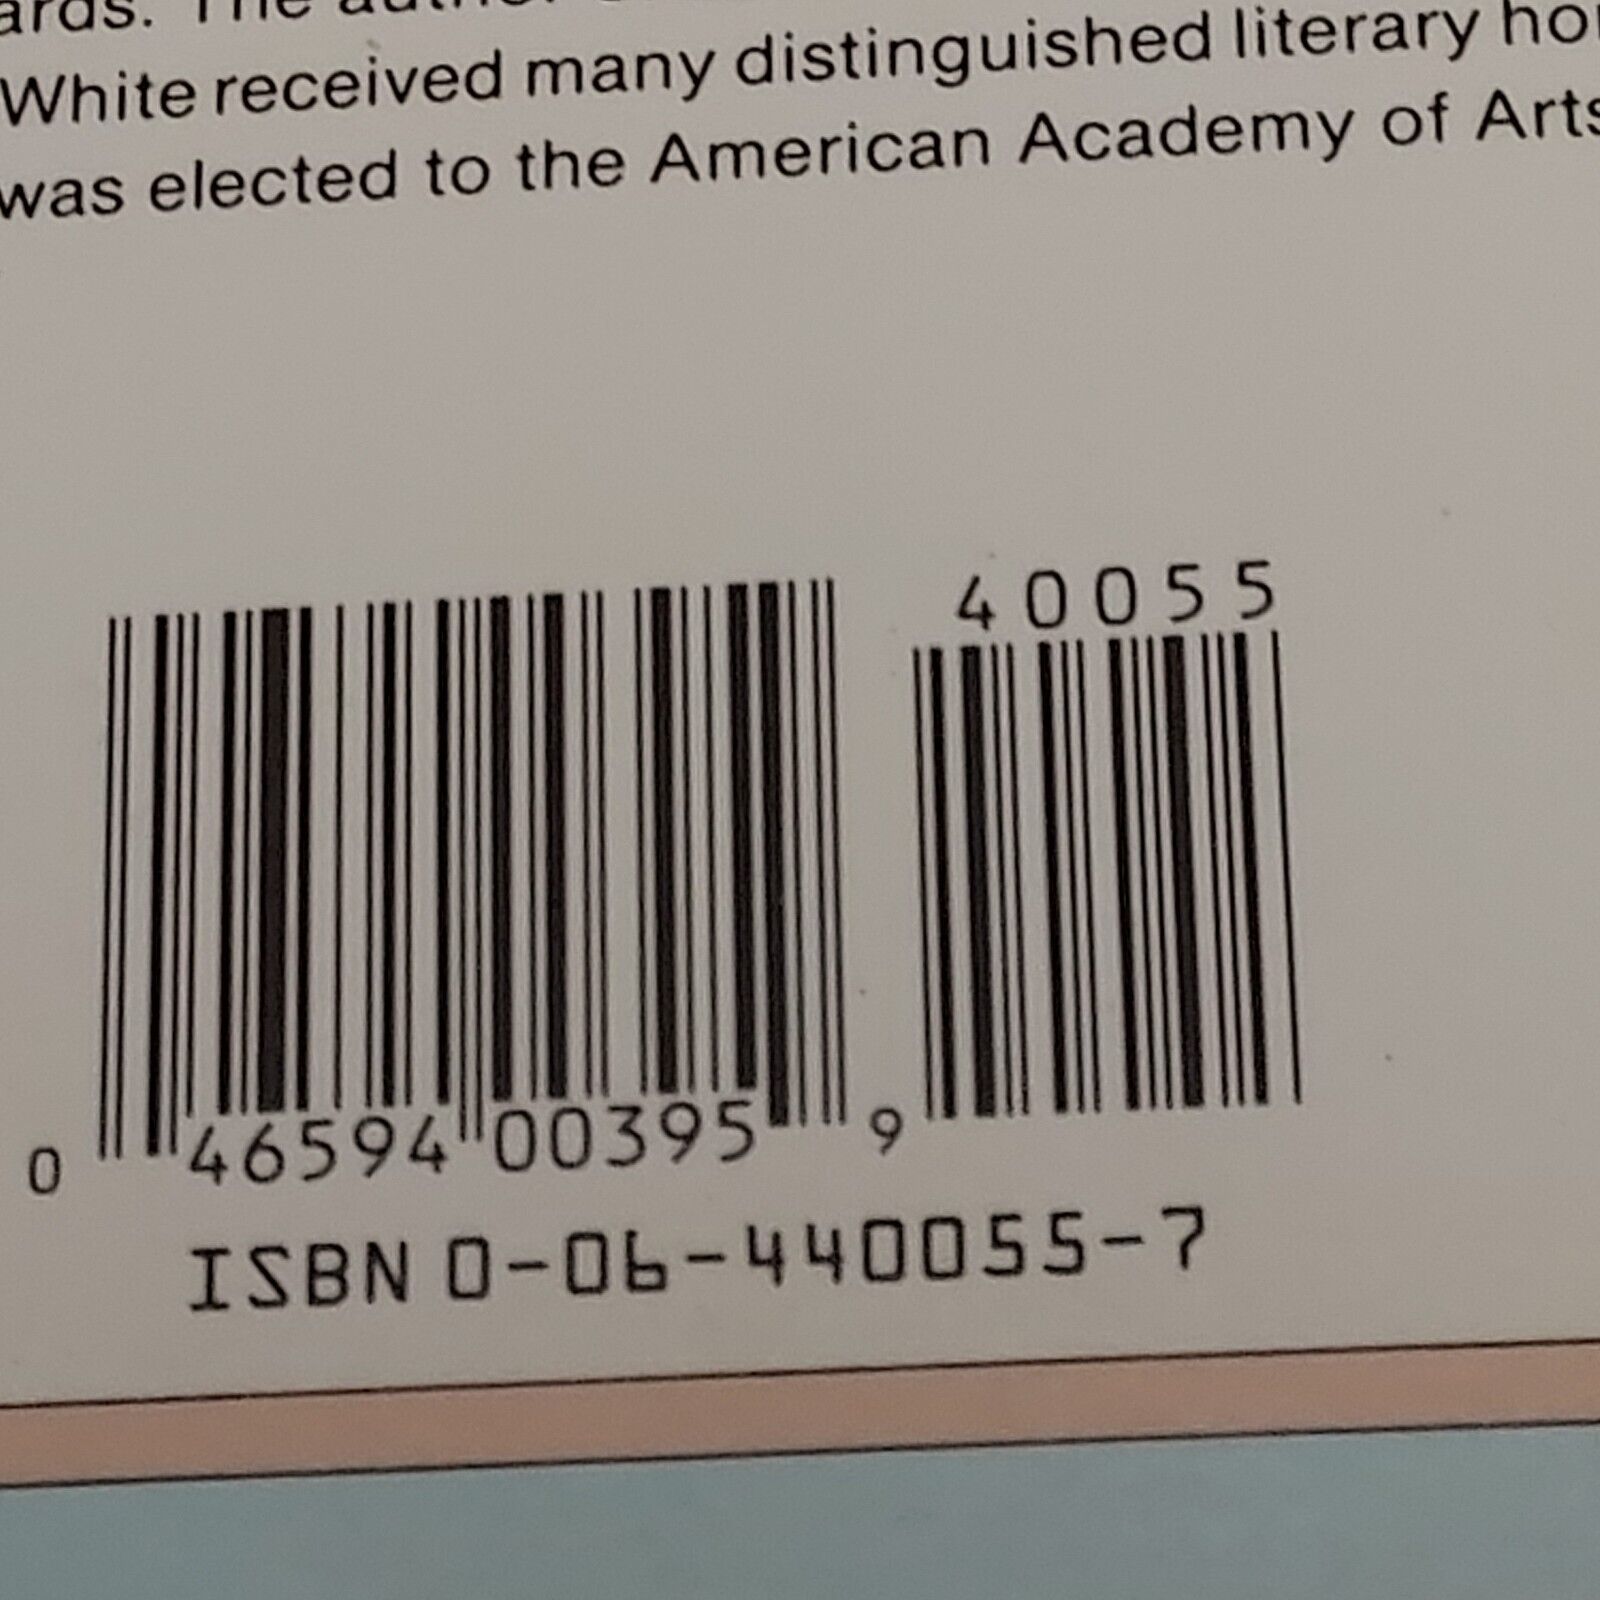 The
White received many distinguished literary
was elected to the American Academy of Arts
40055
0 46594 00395 9
ISBN 0-06-440055-7